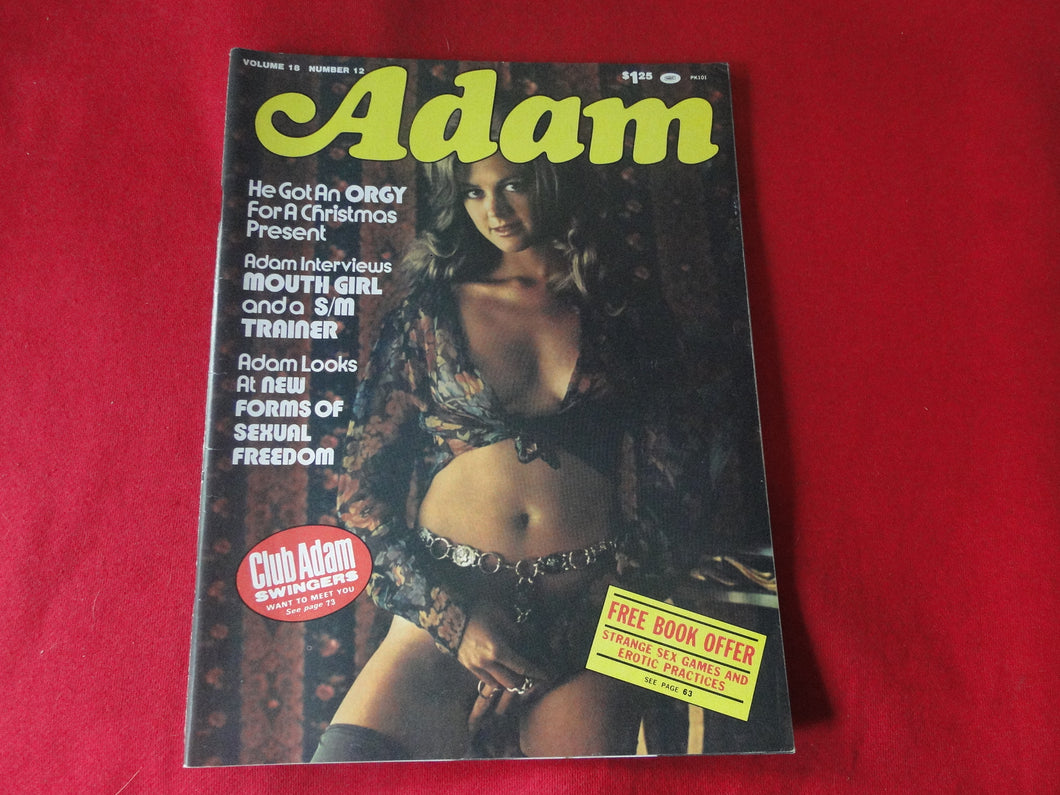 VOLUME 18 NUMBER 12
$1.25
PK101
Adam
He Got An ORGY
For A Christmas
Present
Adam Interviews
MOUTH GIRL
and a S/M
TRAINER
Adam Looks
At NEW
FORMS OF
SEXUAL
FREEDOM
Club Adam
SWINGERS
WANT TO MEET YOU
See page 73
FREE BOOK OFFER
STRANGE SEX GAMES AND
EROTIC PRACTICES
SEE PAGE 63